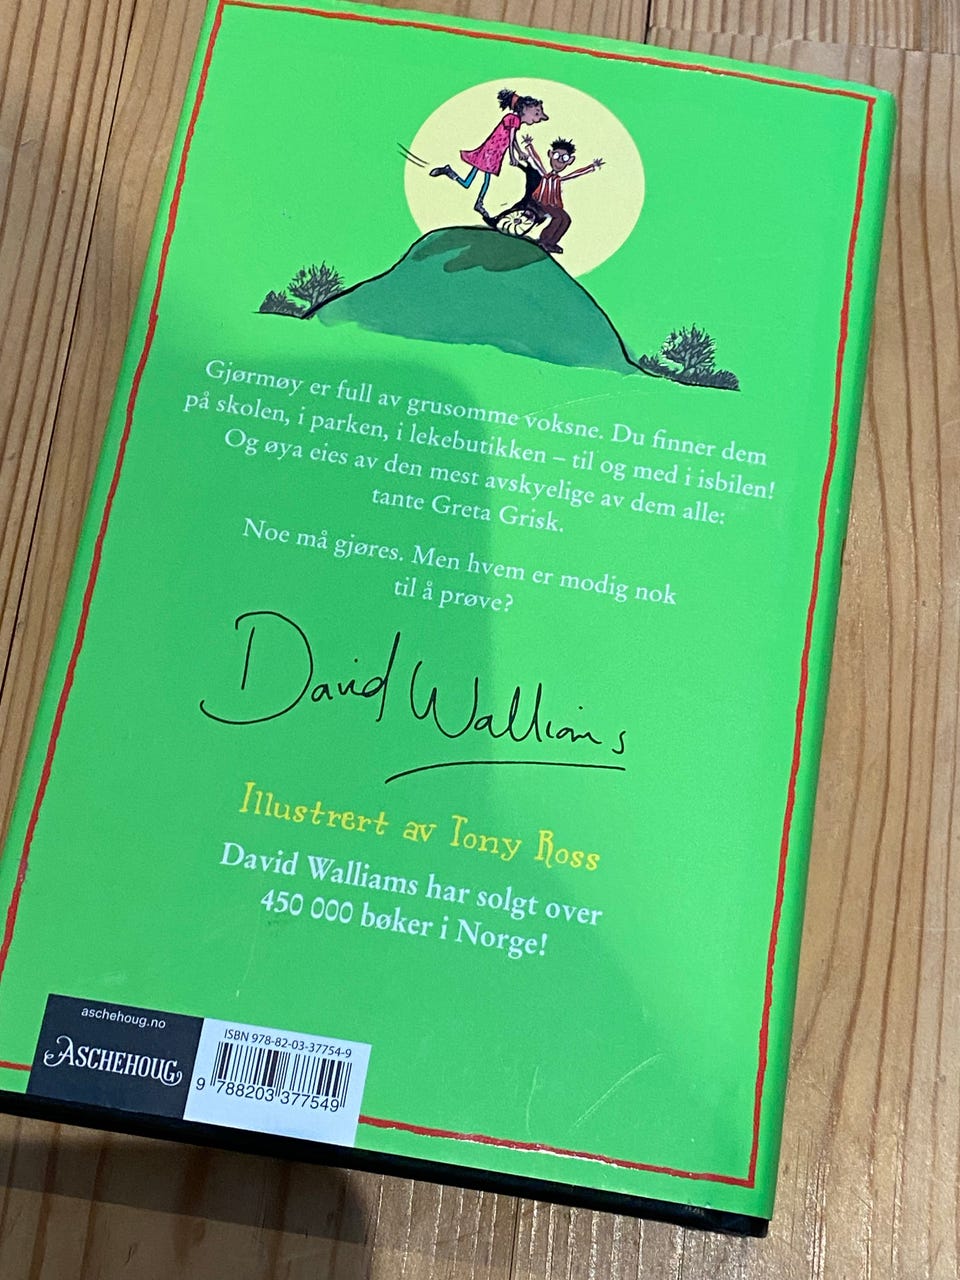 Gjørmøy er full av grusomme voksne. Du finner dem
på skolen, i parken, i lekebutikken – til og med i isbilen!
Og øya eies av den mest avskyelige av dem alle:
tante Greta Grisk.
Noe må gjøres. Men hvem er modig nok
til å prøve?
David Walliams
Illustrert av Tony Ross
David Walliams har solgt over
450 000 bøker i Norge!
aschehoug.no
ASCHEHOUG
ISBN 978-82-03-37754-9
9 788203 377549